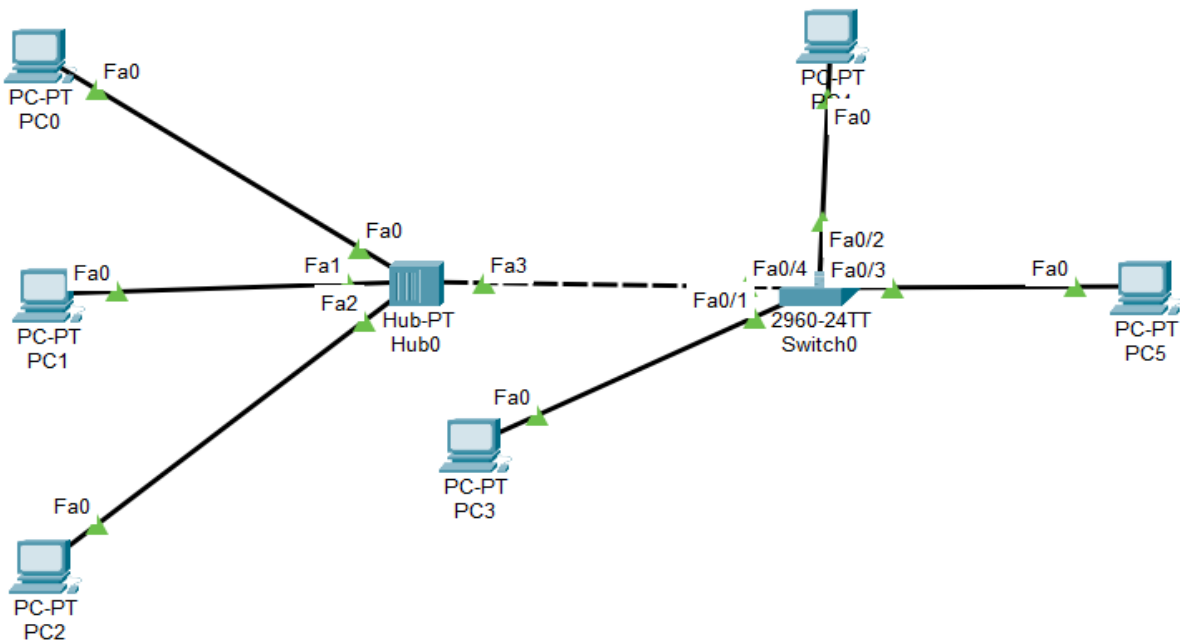 Fa0
PC-PT
PC0
PC-PT
Fa0
Fa0
Fa0/2
Fa0
Fa1
Fa2
Fa3
Hub-PT
Hub0
Fa0/4
Fa0/3
Fa0/1
2960-24TT
Switch0
Fa0
PC-PT
PC5
PC-PT
PC1
Fa0
PC-PT
PC3
Fa0
PC-PT
PC2